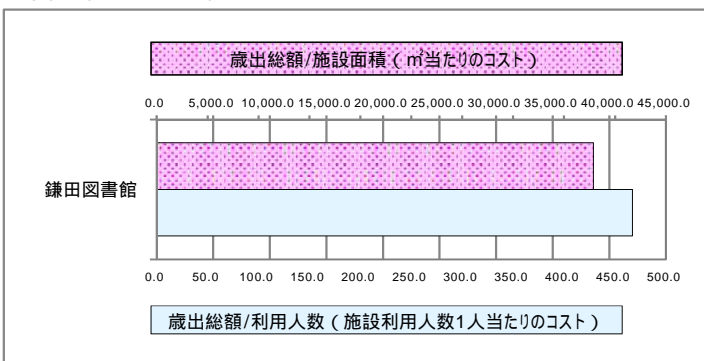 歳出総額/施設面積（㎡当たりのコスト）
0.0 5,000.0 10,000.0 15,000.0 20,000.0 25,000.0 30,000.0 35,000.0 40,000.0 45,000.0
鎌田図書館
0.0 50.0 100.0 150.0 200.0 250.0 300.0 350.0 400.0 450.0 500.0
歳出総額/利用人数（施設利用人数1人当たりのコスト）